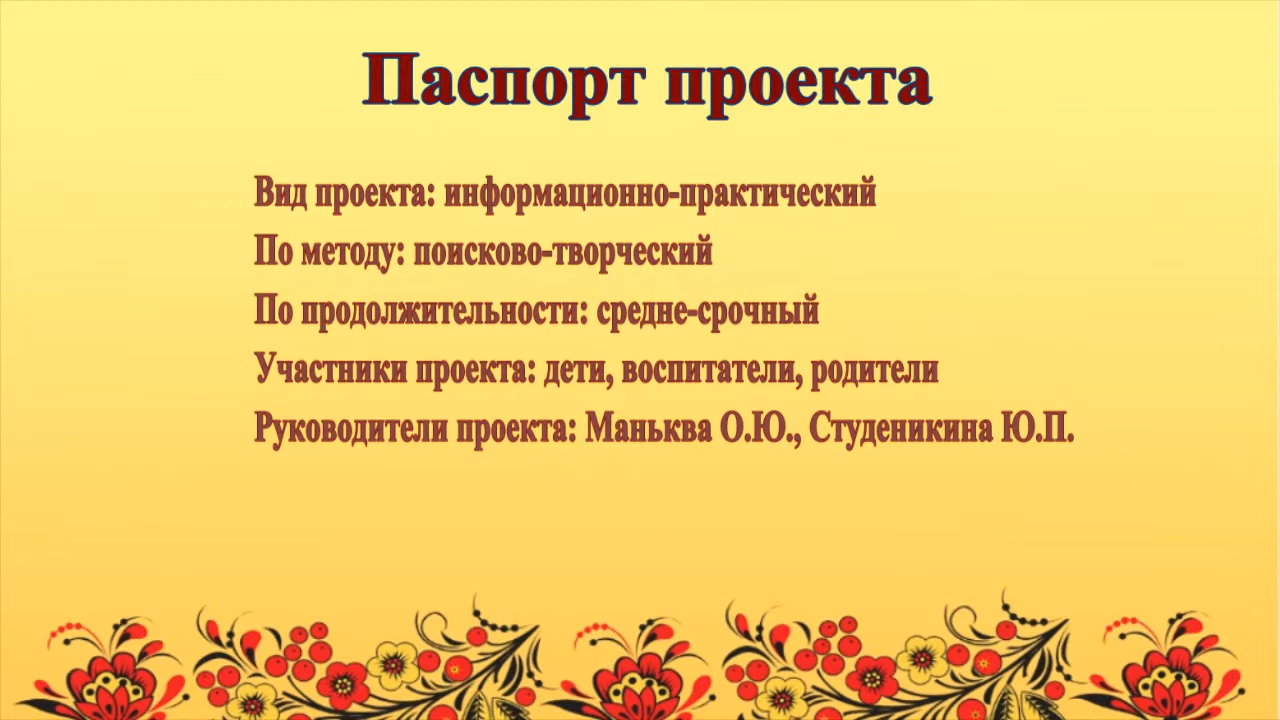 Паспорт проекта
Вид проекта: информационно-практический
По методу: поисково-творческий
По продолжительности: средне-срочный
Участники проекта: дети, воспитатели, родители
Руководители проекта: Маньква О.Ю., Студеникина Ю.П.